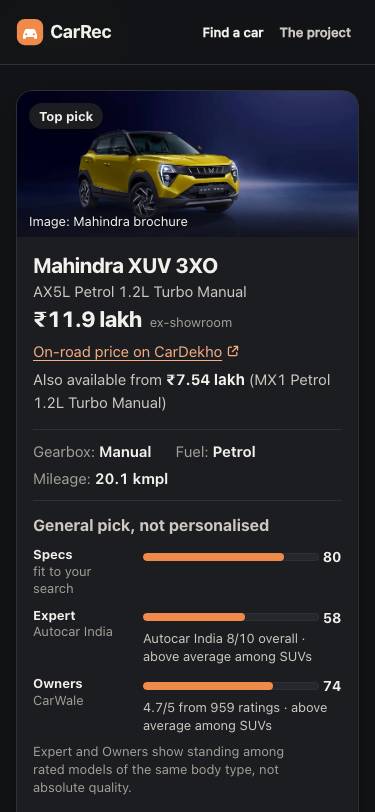 CarRec
Find a car
The project
Top pick
Image: Mahindra brochure
Mahindra XUV 3XO
AX5L Petrol 1.2L Turbo Manual
₹11.9 lakh ex-showroom
On-road price on CarDekho
Also available from ₹7.54 lakh (MX1 Petrol
1.2L Turbo Manual)
Gearbox: Manual Fuel: Petrol
Mileage: 20.1 kmpl
General pick, not personalised
Specs
fit to your
search
80
Expert
Autocar India
58
Autocar India 8/10 overall ·
above average among SUVs
Owners
CarWale
74
4.7/5 from 959 ratings · above
average among SUVs
Expert and Owners show standing among
rated models of the same body type, not
absolute quality.